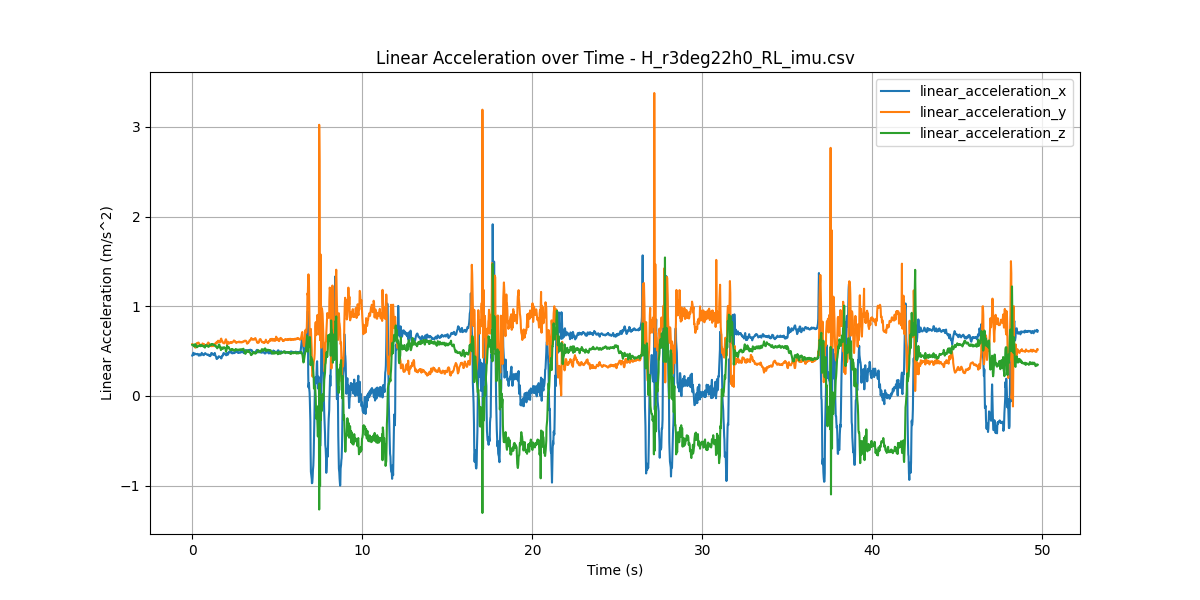 Linear Acceleration over Time - H_r3deg22h0_RL_imu.csv
linear_acceleration_x
linear_acceleration_y
linear_acceleration_z
Linear Acceleration (m/s^2)
3
2
1
0
−1
0
10
20
30
40
50
Time (s)